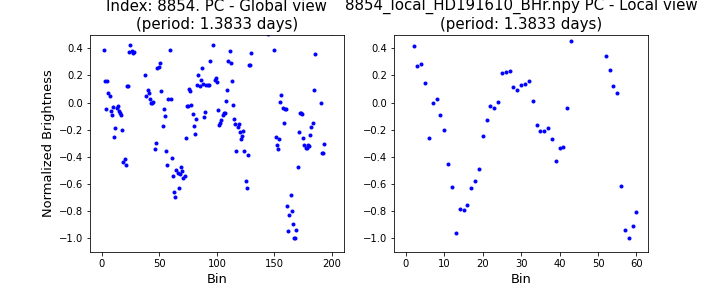 Index: 8854. PC - Global view
(period: 1.3833 days)
8854_local_HD191610_BHr.npy PC - Local view
(period: 1.3833 days)
Normalized Brightness
0.4
0.2
0.0
−0.2
−0.4
−0.6
−0.8
−1.0
0 50 100 150 200
Bin
0.4
0.2
0.0
−0.2
−0.4
−0.6
−0.8
−1.0
0 10 20 30 40 50 60
Bin